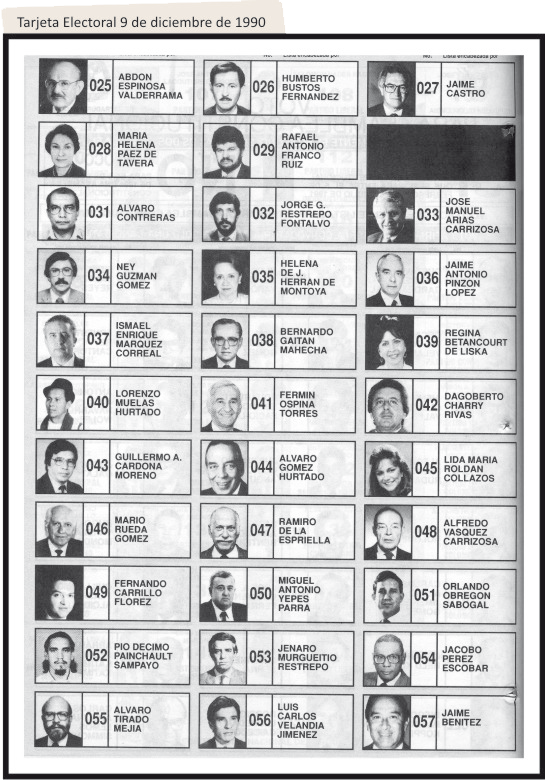 Tarjeta Electoral 9 de diciembre de 1990
No. Lista encabezada por
No. Lista encabezada por
025 ABDON
ESPINOSA
VALDERRAMA
026 HUMBERTO
BUSTOS
FERNANDEZ
027 JAIME
CASTRO
028 MARIA
HELENA
PAEZ DE
TAVERA
029 RAFAEL
ANTONIO
FRANCO
RUIZ
031 ALVARO
CONTRERAS
032 JORGE G.
RESTREPO
FONTALVO
033 JOSE
MANUEL
ARIAS
CARRIZOSA
034 NEY
GUZMAN
GOMEZ
035 HELENA
DE J.
HERRAN DE
MONTOYA
036 JAIME
ANTONIO
PINZON
LOPEZ
037 ISMAEL
ENRIQUE
MARQUEZ
CORREAL
038 BERNARDO
GAITAN
MAHECHA
039 REGINA
BETANCOURT
DE LISKA
040 LORENZO
MUELAS
HURTADO
041 FERMIN
OSPINA
TORRES
042 DAGOBERTO
CHARRY
RIVAS
043 GUILLERMO A.
CARDONA
MORENO
044 ALVARO
GOMEZ
HURTADO
045 LIDA MARIA
ROLDAN
COLLAZOS
046 MARIO
RUEDA
GOMEZ
047 RAMIRO
DE LA
ESPRIELLA
048 ALFREDO
VASQUEZ
CARRIZOSA
049 FERNANDO
CARRILLO
FLOREZ
050 MIGUEL
ANTONIO
YEPES
PARRA
051 ORLANDO
OBREGON
SABOGAL
052 PIO DECIMO
PAINCHAULT
SAMPAYO
053 JENARO
MURGUEITIO
RESTREPO
054 JACOBO
PEREZ
ESCOBAR
055 ALVARO
TIRADO
MEJIA
056 LUIS
CARLOS
VELANDIA
JIMENEZ
057 JAIME
BENITEZ